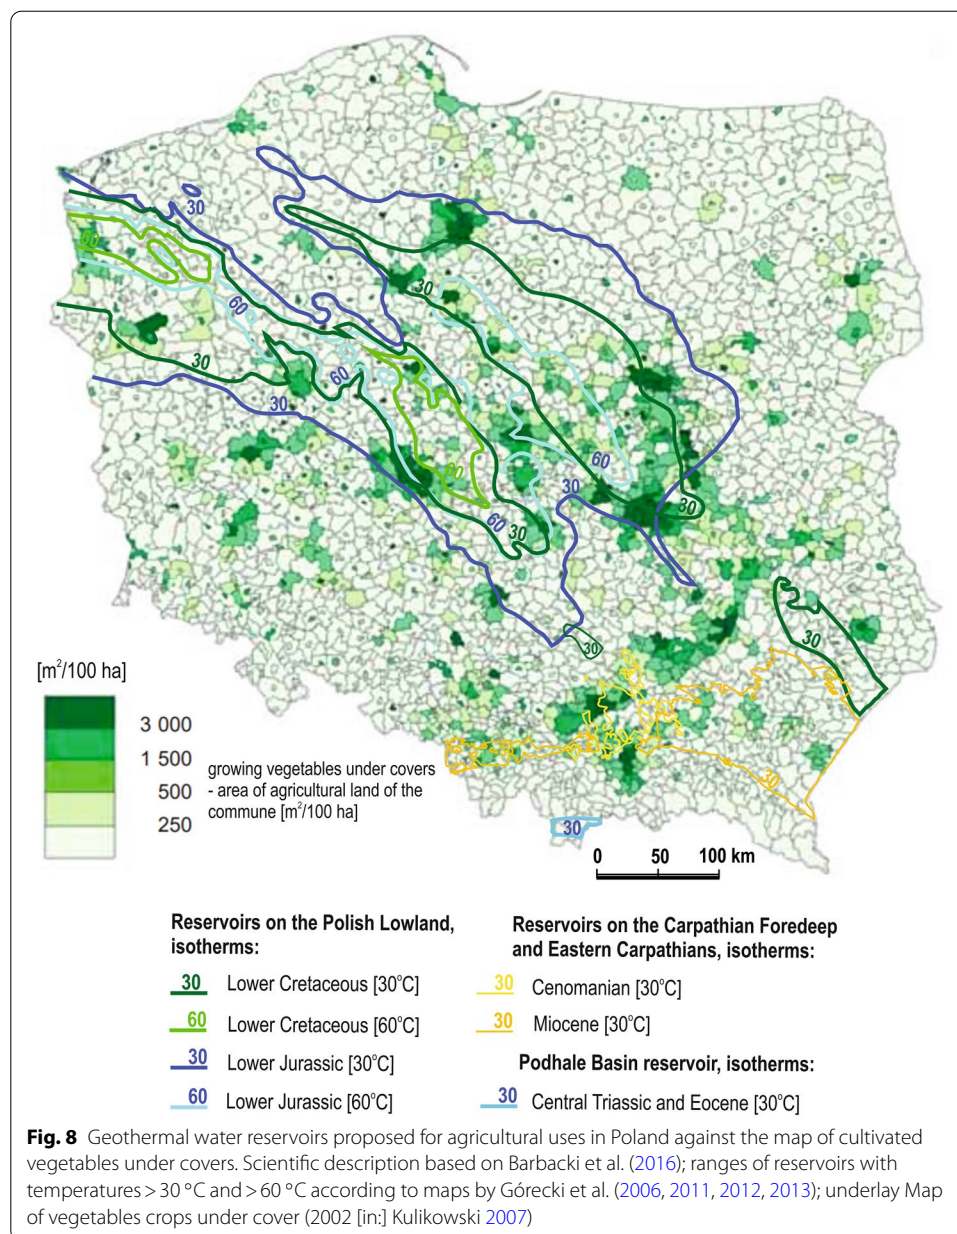 30
60
60
30
60
30
30
60
60
60
30
60
30
30
30
30
30
30
[m²/100 ha]
3 000
1 500
500
250
growing vegetables under covers
- area of agricultural land of the
commune [m²/100 ha]
30
0 50 100 km
Reservoirs on the Polish Lowland,
isotherms:
30 Lower Cretaceous [30°C]
60 Lower Cretaceous [60°C]
30 Lower Jurassic [30°C]
60 Lower Jurassic [60°C]
Reservoirs on the Carpathian Foredeep
and Eastern Carpathians, isotherms:
30 Cenomanian [30°C]
30 Miocene [30°C]
Podhale Basin reservoir, isotherms:
30 Central Triassic and Eocene [30°C]
Fig. 8 Geothermal water reservoirs proposed for agricultural uses in Poland against the map of cultivated
vegetables under covers. Scientific description based on Barbacki et al. (2016); ranges of reservoirs with
temperatures > 30 °C and > 60 °C according to maps by Górecki et al. (2006, 2011, 2012, 2013); underlay Map
of vegetables crops under cover (2002 [in:] Kulikowski 2007)